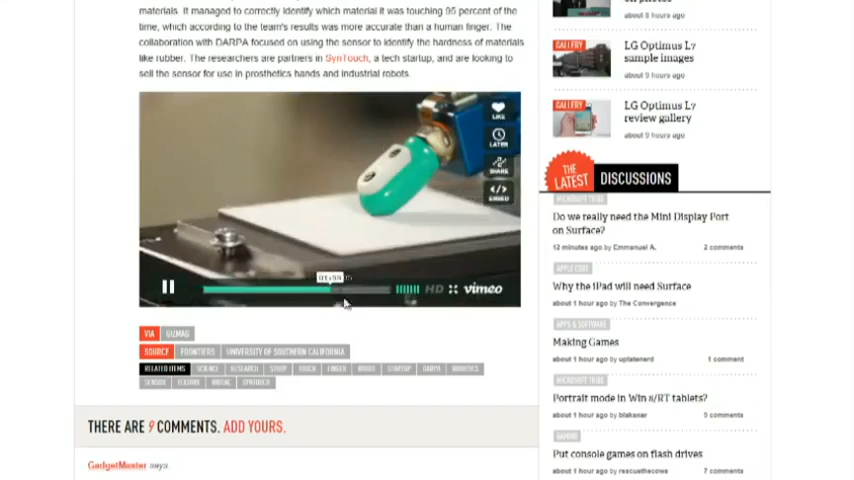 materials. It managed to correctly identify which material it was touching 95 percent of the
time, which according to the team's results was more accurate than a human finger. The
collaboration with DARPA focused on using the sensor to identify the hardness of materials
like rubber. The researchers are partners in SynTouch, a tech startup, and are looking to
sell the sensor for use in prosthetics hands and industrial robots.
LIKE
LATER
SHARE
EMBED
HD vimeo
VIA GIZMAG
SOURCE FRONTIERS UNIVERSITY OF SOUTHERN CALIFORNIA
RELATED ITEMS SCIENCE RESEARCH STUDY TOUCH FINGER ROBOT STARTUP DARPA ROBOTICS
SENSOR BIOTAC SYNTOUCH
THERE ARE 9 COMMENTS. ADD YOURS.
GadgetMaster says
about 8 hours ago
GALLERY
LG Optimus L7
sample images
about 9 hours ago
GALLERY
LG Optimus L7
review gallery
about 9 hours ago
THE LATEST DISCUSSIONS
MICROSOFT TRIBE
Do we really need the Mini Display Port
on Surface?
12 minutes ago by Emmanuel A. 2 comments
APPLE CORE
Why the iPad will need Surface
about 1 hour ago by The Convergence
APPS & SOFTWARE
Making Games
about 1 hour ago by uplatenerd 1 comment
MICROSOFT TRIBE
Portrait mode in Win 8/RT tablets?
about 1 hour ago by blaksner 5 comments
GAMING
Put console games on flash drives
about 1 hour ago by rescuethecows 7 comments